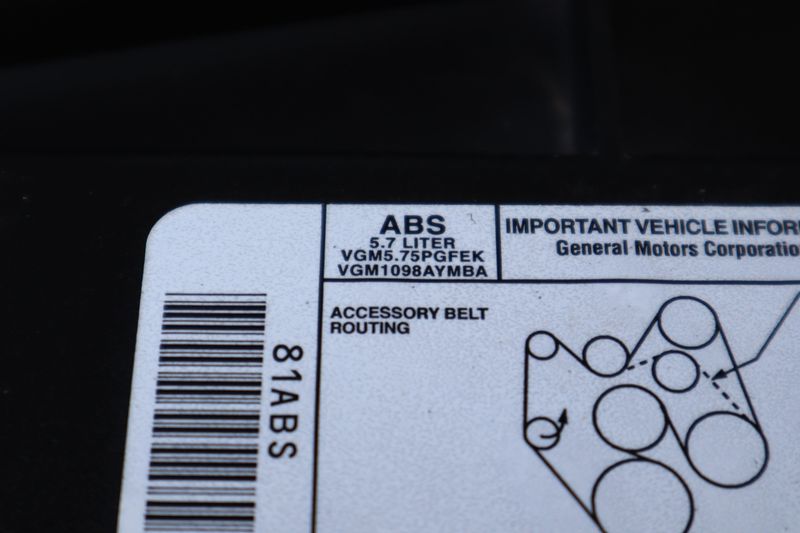 ABS
5.7 LITER
VGM5.75PGFEK
VGM1098AYMBA
IMPORTANT VEHICLE INFOR
General Motors Corporatio
ACCESSORY BELT
ROUTING
81ABS